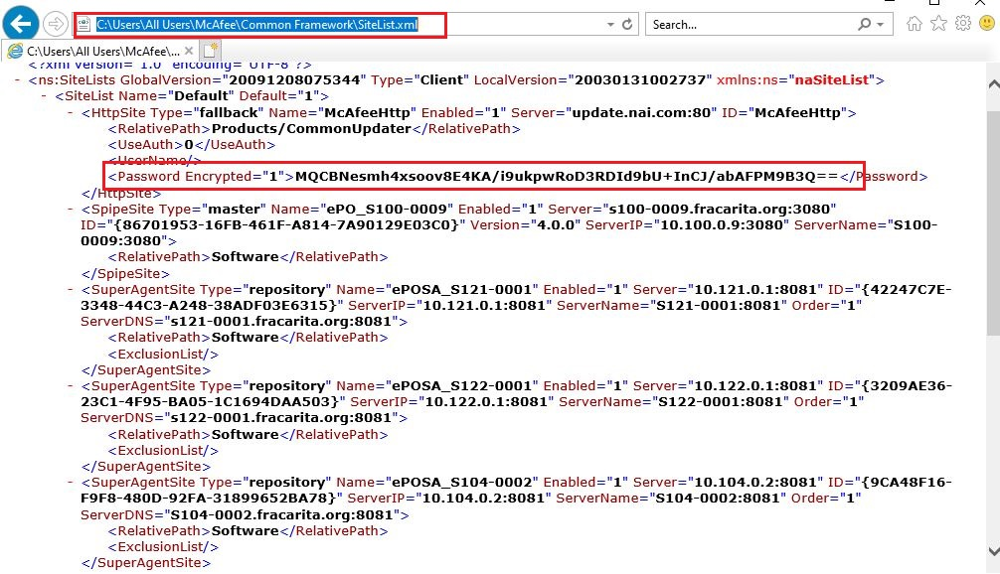 C:\Users\All Users\McAfee\Common Framework\SiteList.xml
Search...
C:\Users\All Users\McAfee\...
<?xml version="1.0" encoding="UTF-8"?>
- <ns:SiteLists GlobalVersion="20091208075344" Type="Client" LocalVersion="20030131002737" xmlns:ns="naSiteList">
- <SiteList Name="Default" Default="1">
- <HttpSite Type="fallback" Name="McAfeeHttp" Enabled="1" Server="update.nai.com:80" ID="McAfeeHttp">
<RelativePath>Products/CommonUpdater</RelativePath>
<UseAuth>0</UseAuth>
<UserName/>
<Password Encrypted="1">MQCBNesmh4xsoov8E4KA/i9ukpwRoD3RDId9bU+InCJ/abAFPM9B3Q==</Password>
</HttpSite>
- <SpipeSite Type="master" Name="ePO_S100-0009" Enabled="1" Server="s100-0009.fracarita.org:3080"
ID="{86701953-16FB-461F-A814-7A90129E03C0}" Version="4.0.0" ServerIP="10.100.0.9:3080" ServerName="S100-
0009:3080">
<RelativePath>Software</RelativePath>
</SpipeSite>
- <SuperAgentSite Type="repository" Name="ePOSA_S121-0001" Enabled="1" Server="10.121.0.1:8081" ID="{42247C7E-
3348-44C3-A248-38ADF03E6315}" ServerIP="10.121.0.1:8081" ServerName="S121-0001:8081" Order="1"
ServerDNS="s121-0001.fracarita.org:8081">
<RelativePath>Software</RelativePath>
<ExclusionList/>
</SuperAgentSite>
- <SuperAgentSite Type="repository" Name="ePOSA_S122-0001" Enabled="1" Server="10.122.0.1:8081" ID="{3209AE36-
23C1-4F95-BA05-1C1694DAA503}" ServerIP="10.122.0.1:8081" ServerName="S122-0001:8081" Order="1"
ServerDNS="s122-0001.fracarita.org:8081">
<RelativePath>Software</RelativePath>
<ExclusionList/>
</SuperAgentSite>
- <SuperAgentSite Type="repository" Name="ePOSA_S104-0002" Enabled="1" Server="10.104.0.2:8081" ID="{9CA48F16-
F9F8-480D-92FA-31899652BA78}" ServerIP="10.104.0.2:8081" ServerName="S104-0002:8081" Order="1"
ServerDNS="S104-0002.fracarita.org:8081">
<RelativePath>Software</RelativePath>
<ExclusionList/>
</SuperAgentSite>